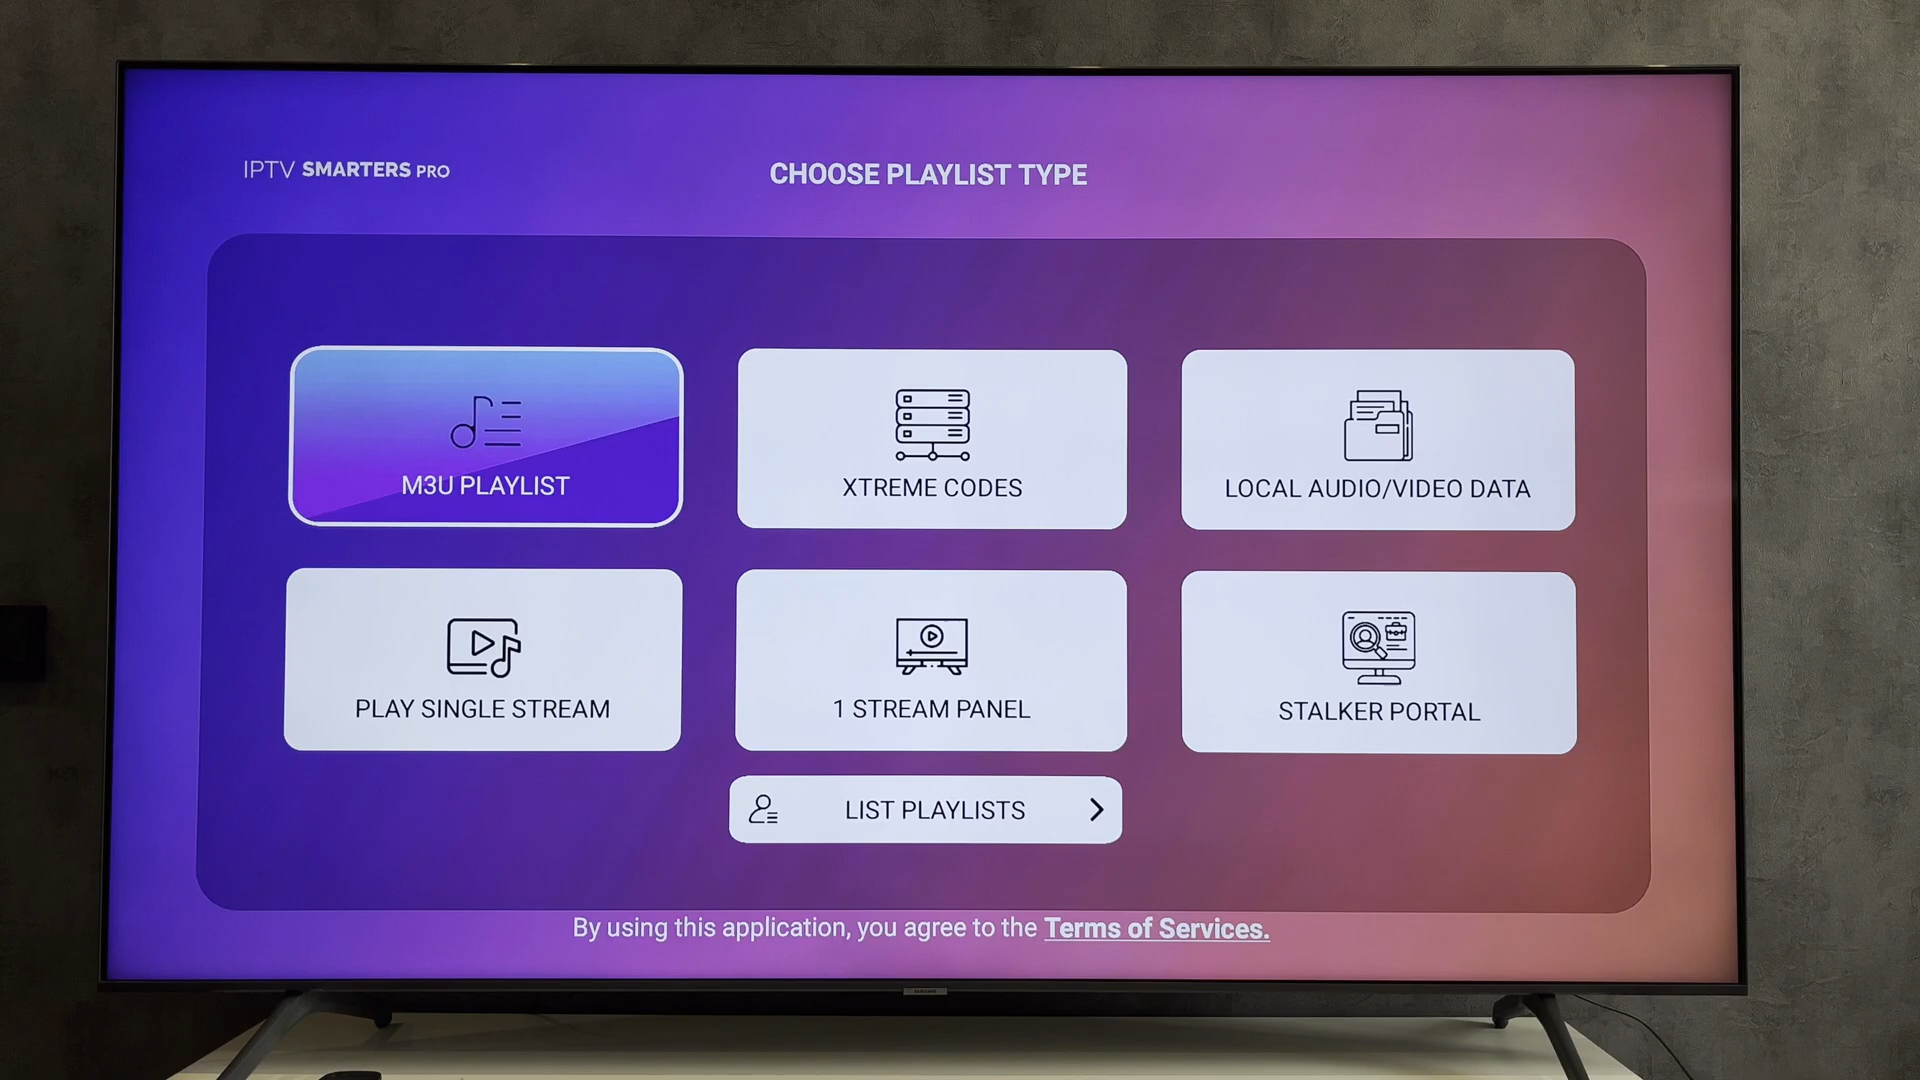 IPTV SMARTERS PRO
CHOOSE PLAYLIST TYPE
M3U PLAYLIST
XTREME CODES
LOCAL AUDIO/VIDEO DATA
PLAY SINGLE STREAM
1 STREAM PANEL
STALKER PORTAL
LIST PLAYLISTS
By using this application, you agree to the Terms of Services.
SAMSUNG